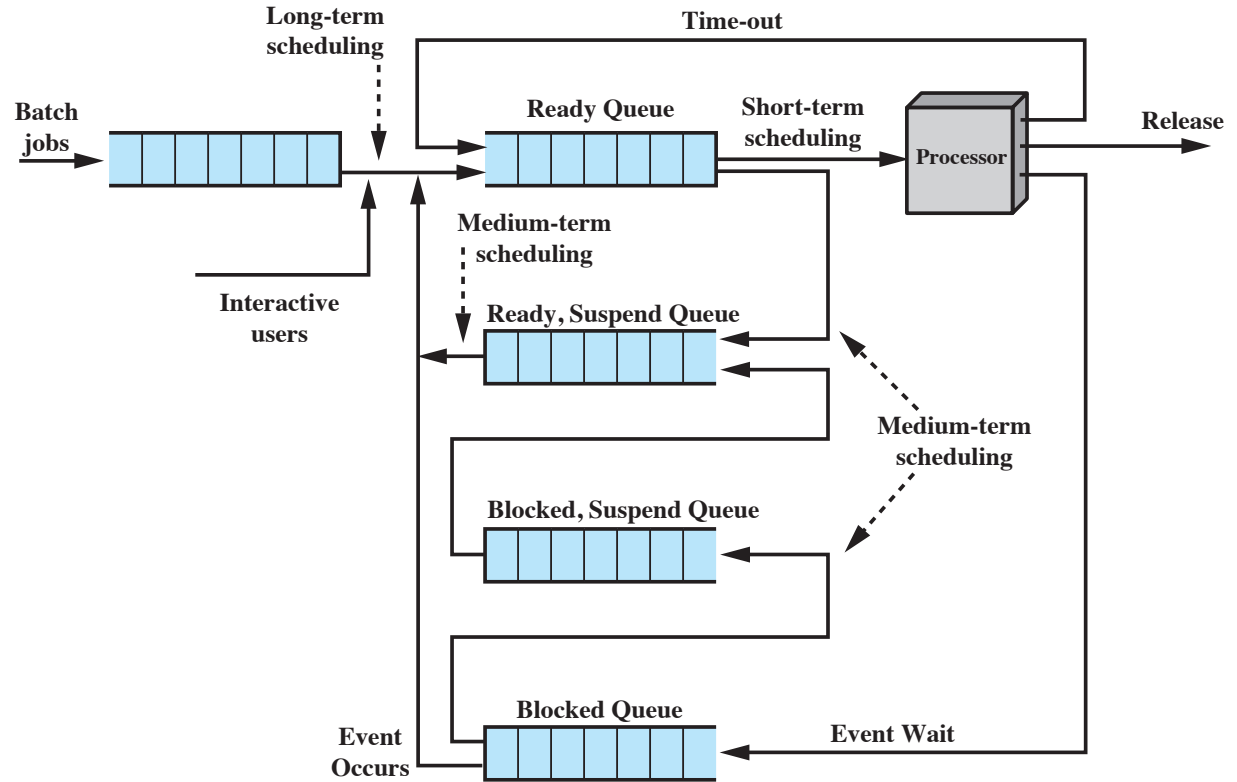 Long-term
scheduling
Time-out
Batch
jobs
Ready Queue
Short-term
scheduling
Processor
Release
Medium-term
scheduling
Interactive
users
Ready, Suspend Queue
Medium-term
scheduling
Blocked, Suspend Queue
Blocked Queue
Event
Occurs
Event Wait